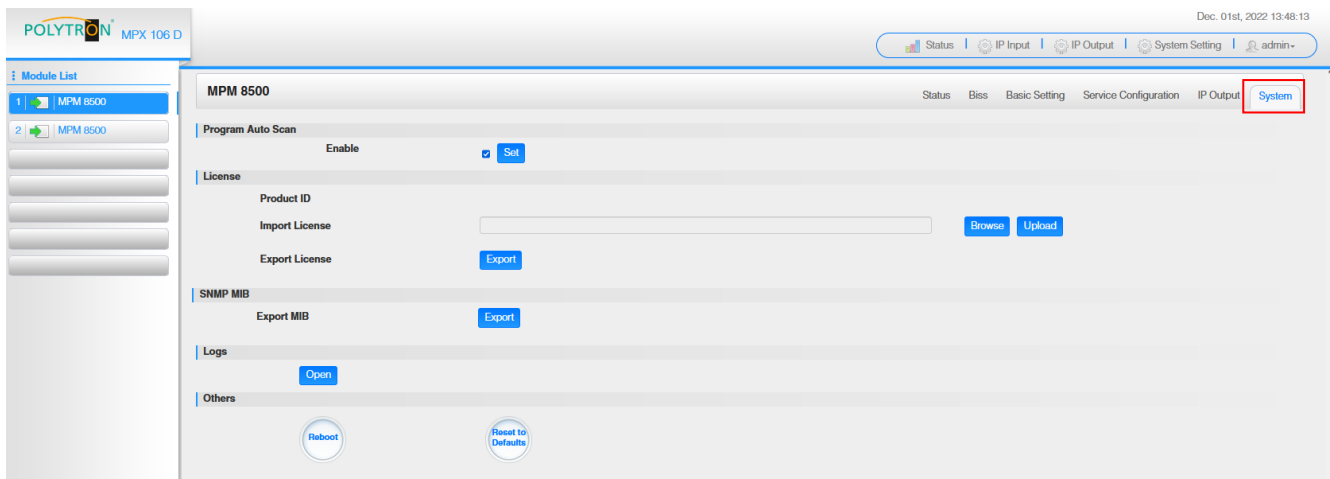 Dec. 01st, 2022 13:48:13
POLYTRON® MPX 106 D
Status IP Input IP Output System Setting admin
Module List
MPM 8500
Status Biss Basic Setting Service Configuration IP Output System
1 MPM 8500
2 MPM 8500
Program Auto Scan
Enable Set
License
Product ID
Import License Browse Upload
Export License Export
SNMP MIB
Export MIB Export
Logs
Open
Others
Reboot
Reset to
Defaults